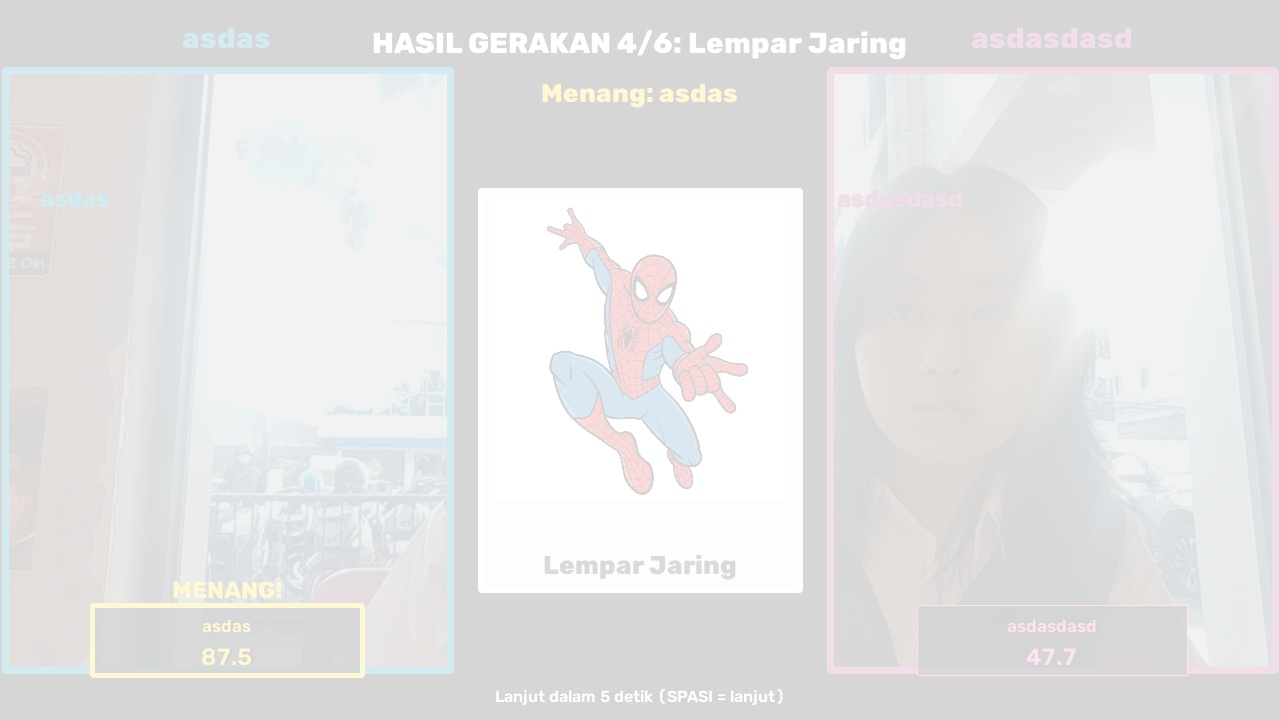 asdas
HASIL GERAKAN 4/6: Lempar Jaring
asdasdasd
Menang: asdas
asdas
asdasdasd
Lempar Jaring
MENANG!
asdas
87.5
asdasdasd
47.7
Lanjut dalam 5 detik (SPASI = lanjut)